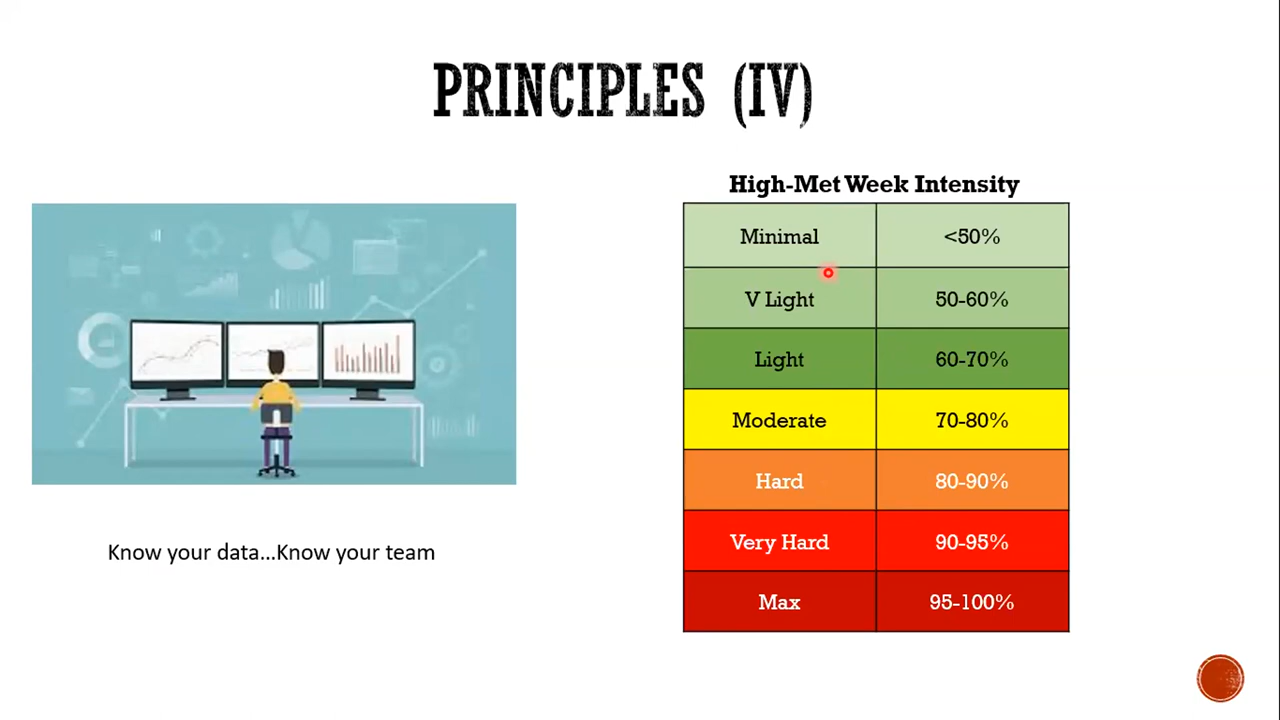 PRINCIPLES (IV)
High-Met Week Intensity
Minimal <50%
V Light 50-60%
Light 60-70%
Moderate 70-80%
Hard 80-90%
Very Hard 90-95%
Max 95-100%
Know your data...Know your team